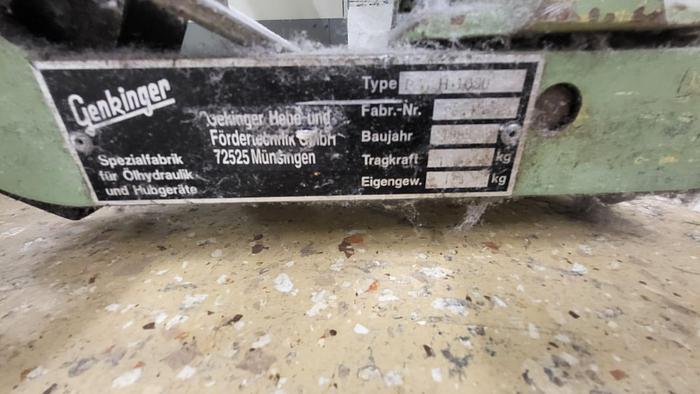 Genkinger
Spezialfabrik
für Ölhydraulik
und Hubgeräte
Gekinger Hebe- und
Fördertechnik GmbH
72525 Münsingen
Type
Fabr.-Nr.
Baujahr
Tragkraft kg
Eigengew. kg